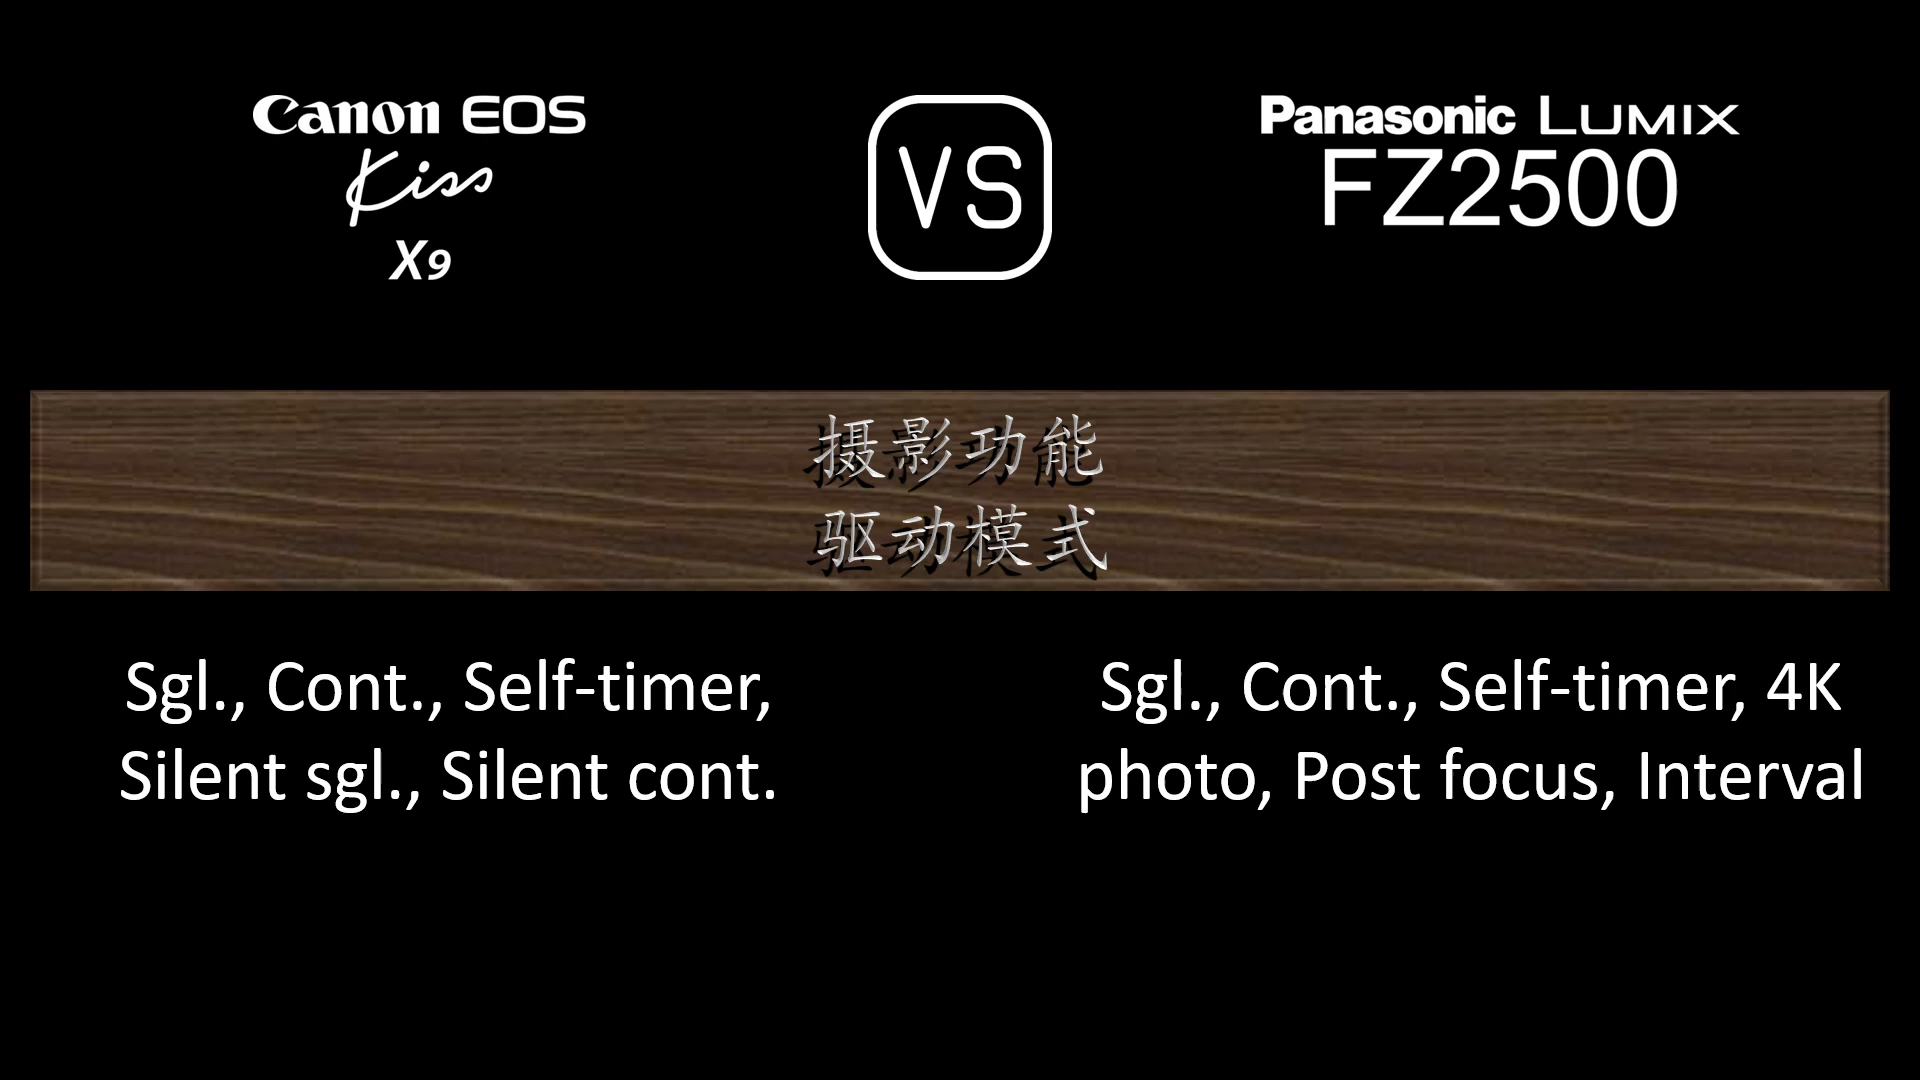 Canon EOS
Kiss
X9
VS
Panasonic LUMIX
FZ2500
摄影功能
驱动模式
Sgl., Cont., Self-timer,
Silent sgl., Silent cont.
Sgl., Cont., Self-timer, 4K
photo, Post focus, Interval